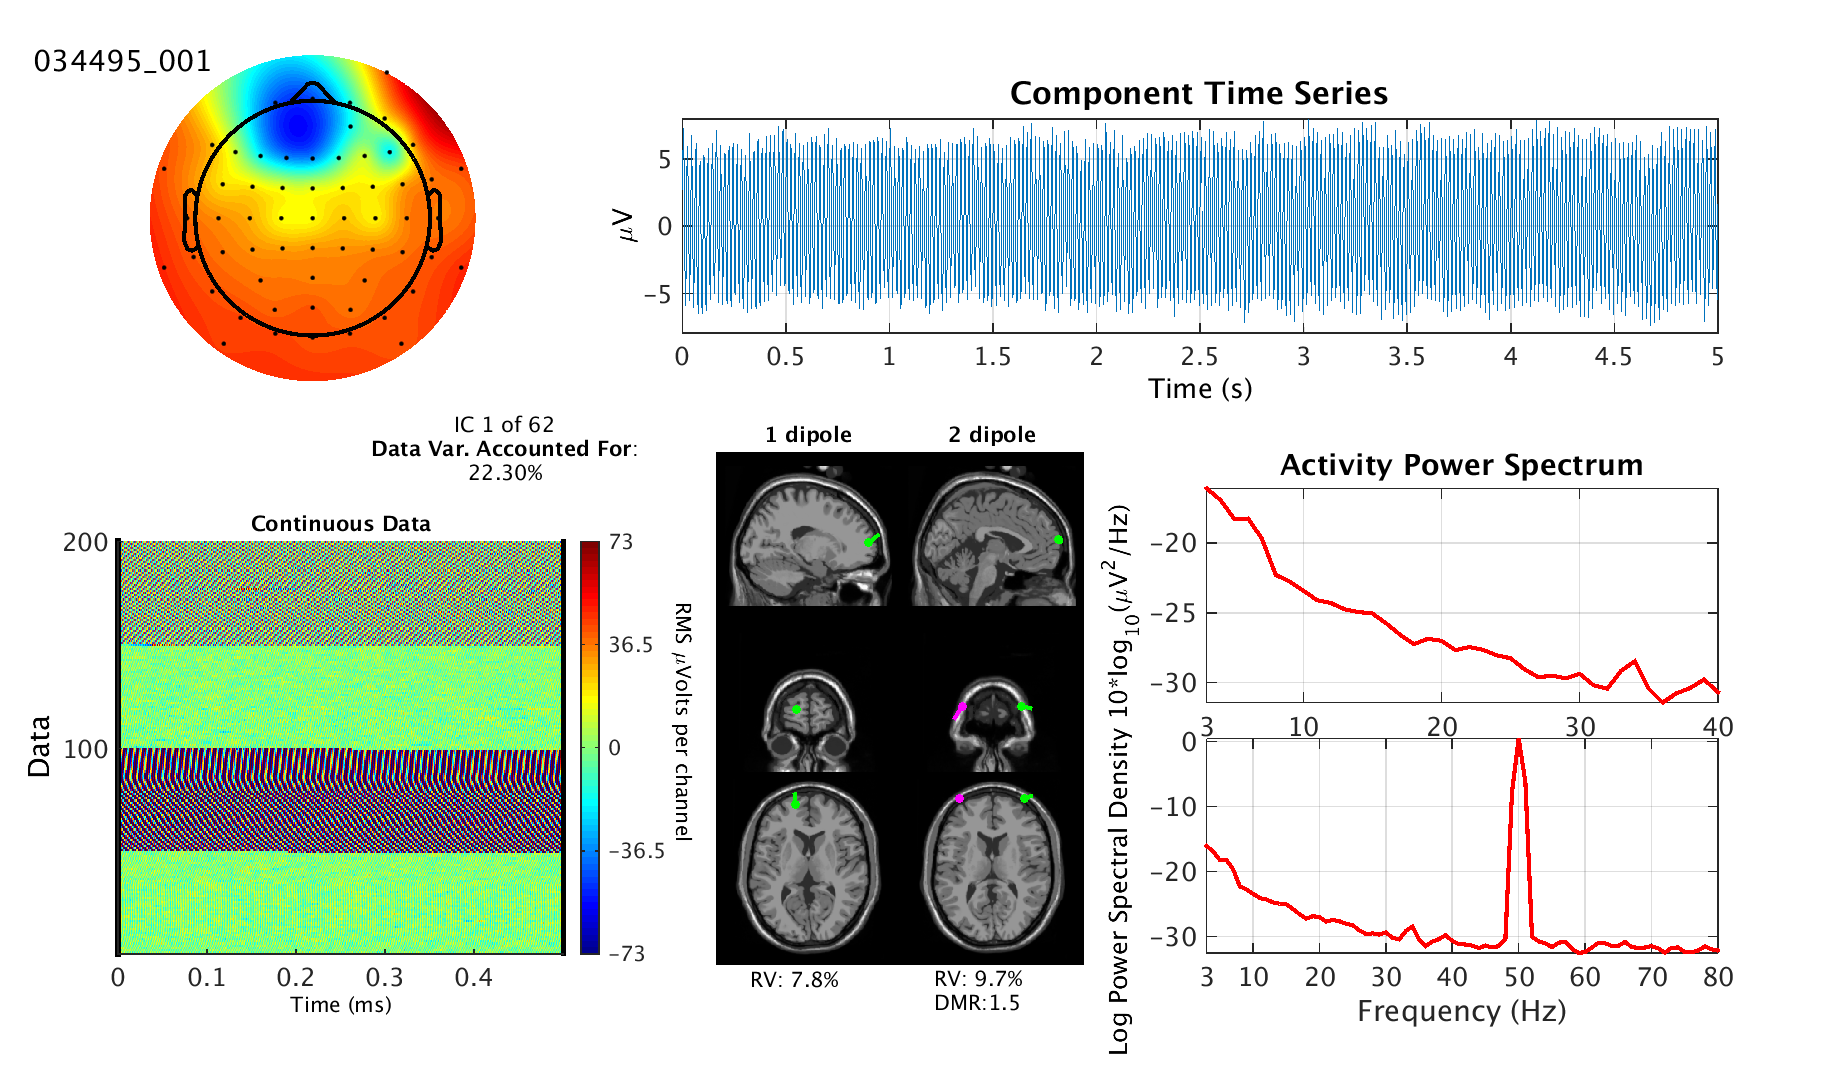 034495_001
Component Time Series
μV
5
0
−5
0 0.5 1 1.5 2 2.5 3 3.5 4 4.5 5
Time (s)
IC 1 of 62
Data Var. Accounted For:
22.30%
Continuous Data
Data
200
100
0 0.1 0.2 0.3 0.4
Time (ms)
73
36.5
0
−36.5
−73
RMS μVolts per channel
1 dipole
2 dipole
RV: 7.8%
RV: 9.7%
DMR:1.5
Activity Power Spectrum
Log Power Spectral Density 10*log10(μV2/Hz)
−20
−25
−30
3 10 20 30 40
0
−10
−20
−30
3 10 20 30 40 50 60 70 80
Frequency (Hz)